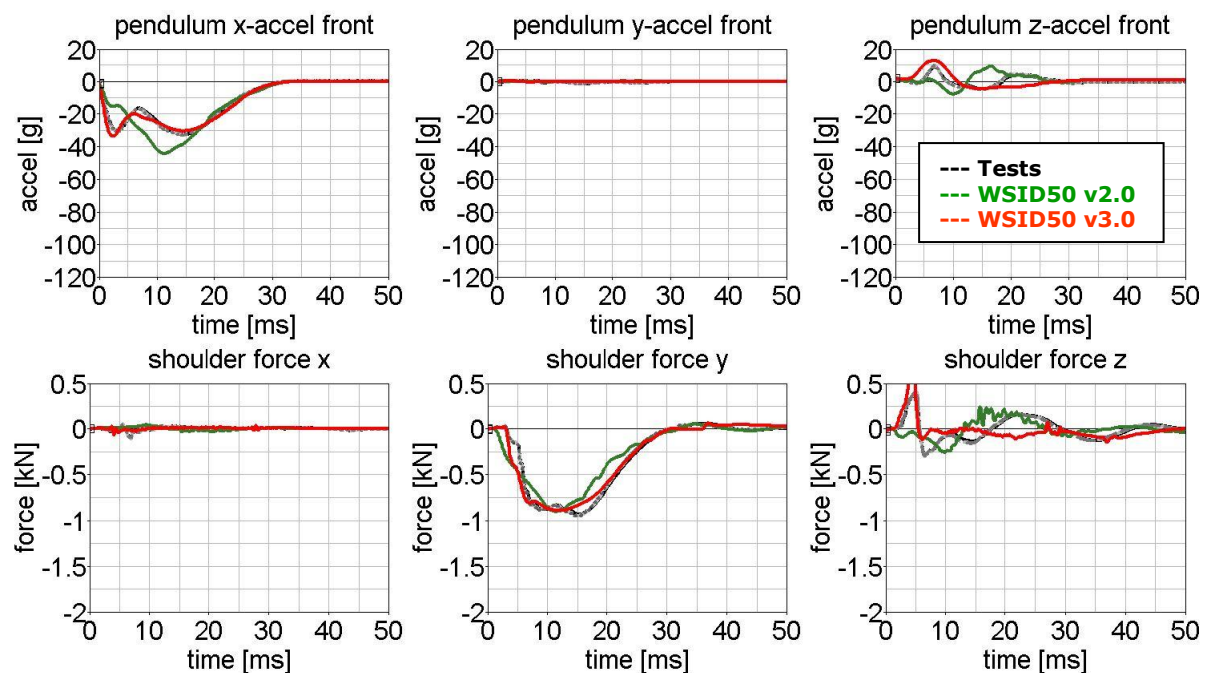 pendulum x-accel front
pendulum y-accel front
pendulum z-accel front
20
0
-20
-40
-60
-80
-100
-120
accel [g]
0 10 20 30 40 50
time [ms]
20
0
-20
-40
-60
-80
-100
-120
accel [g]
0 10 20 30 40 50
time [ms]
20
0
-20
-40
-60
-80
-100
-120
accel [g]
0 10 20 30 40 50
time [ms]
--- Tests
--- WSID50 v2.0
--- WSID50 v3.0
shoulder force x
shoulder force y
shoulder force z
0.5
0
-0.5
-1
-1.5
-2
force [kN]
0 10 20 30 40 50
time [ms]
0.5
0
-0.5
-1
-1.5
-2
force [kN]
0 10 20 30 40 50
time [ms]
0.5
0
-0.5
-1
-1.5
-2
force [kN]
0 10 20 30 40 50
time [ms]